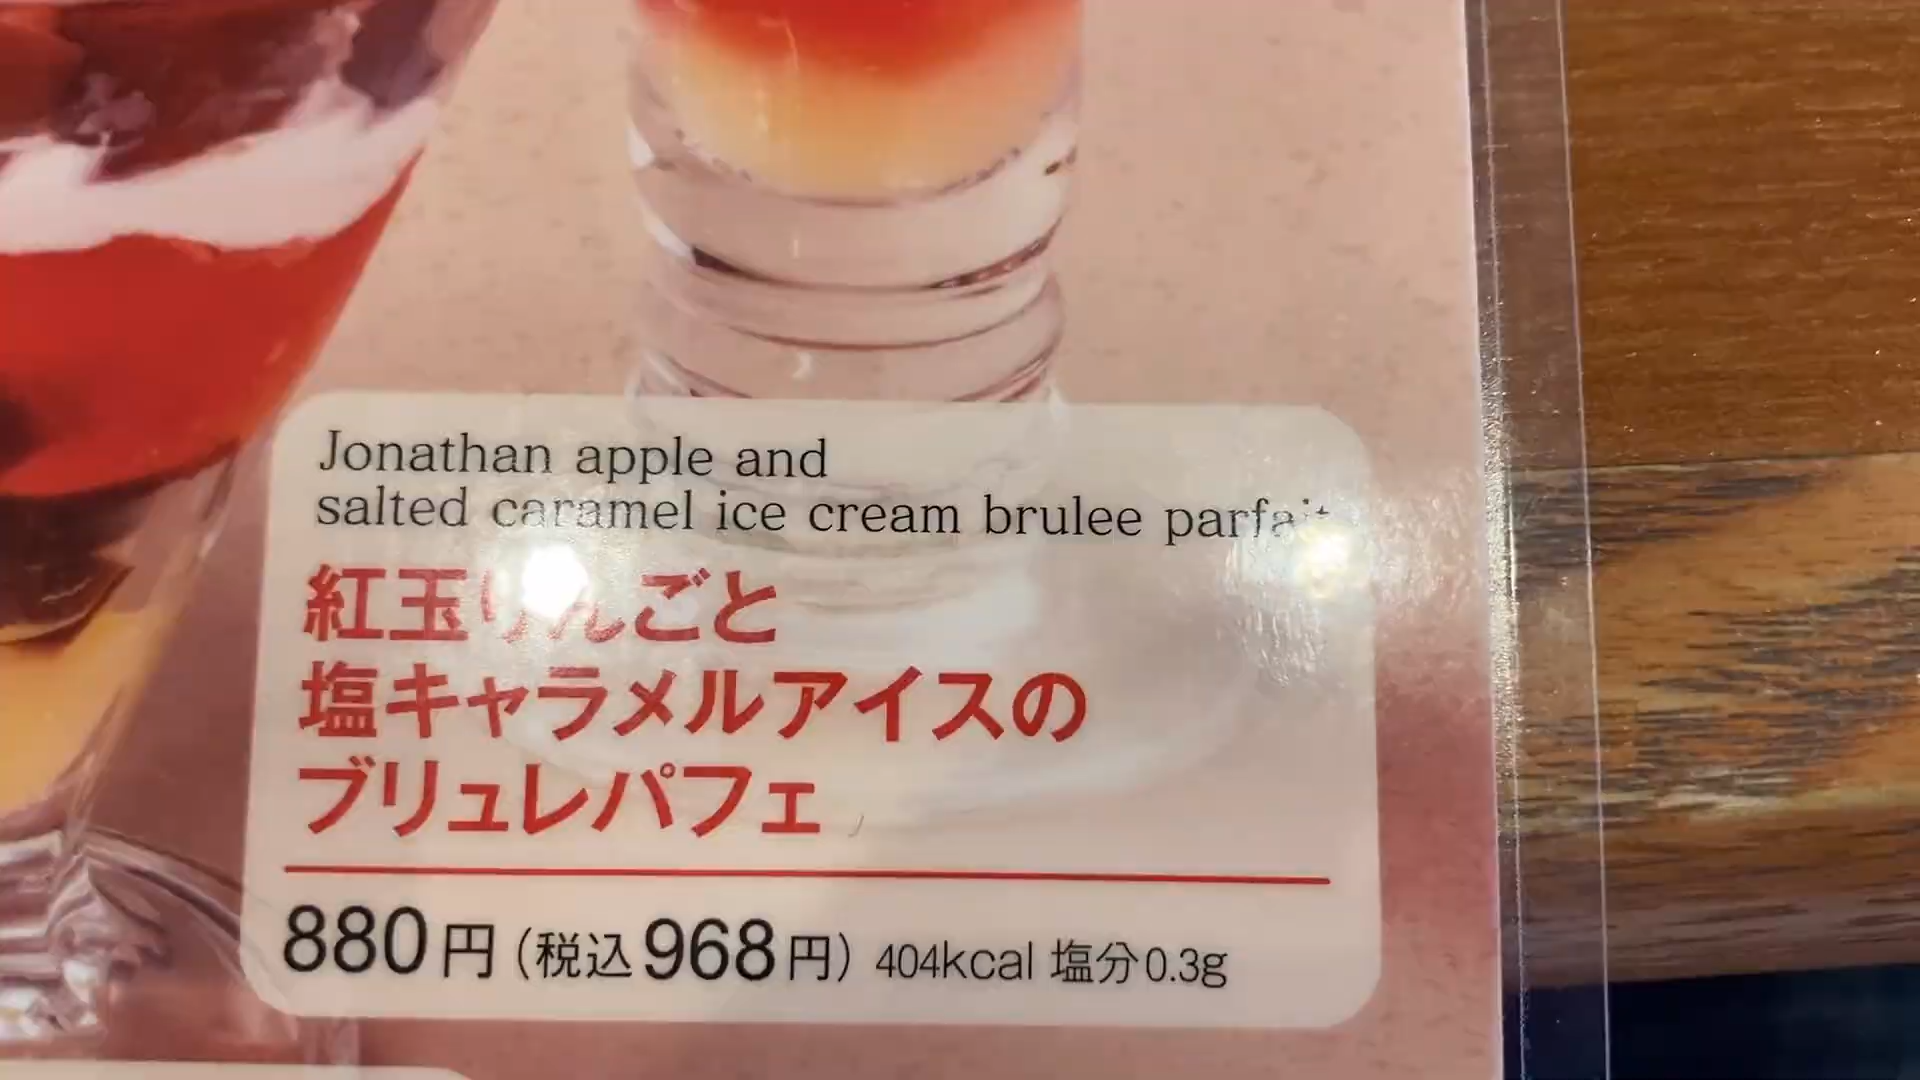 Jonathan apple and
salted caramel ice cream brulee parfait
紅玉りんごと
塩キャラメルアイスの
ブリュレパフェ
880円(税込968円) 404kcal 塩分0.3g